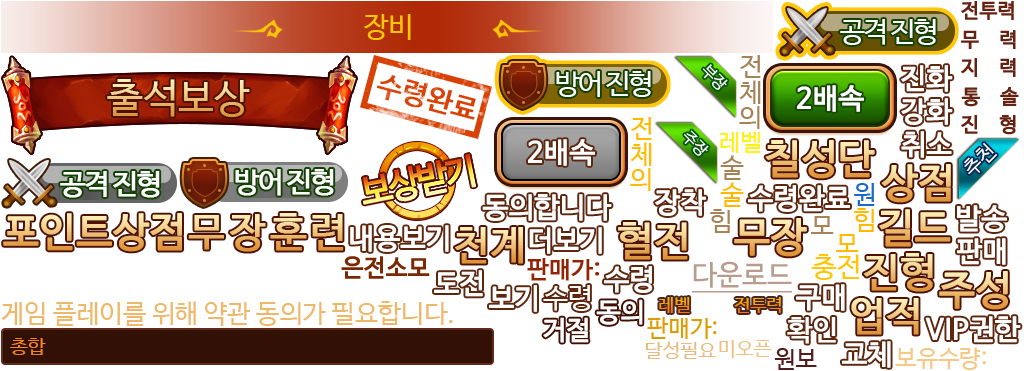 장비
공격 진형
전투력
무 력
지 력
통 솔
진 형
출석보상
수령완료
방어 진형
부장
전체의
2배속
진화
강화
취소
2배속
전체의
주장
레벨
술
술
힘
칠성단
추천
상점
공격 진형
방어 진형
보상받기
동의합니다
장착
수령완료
원
힘
모
모
길드
발송
판매
포인트상점
무 장
훈련
내용보기
천계
더보기
혈전
무장
충전
진형
주성
은전소모
도전
판매가:
수령
다운로드
보기
수령
동의
거절
레벨
전투력
구매
확인
업적
VIP권한
게임 플레이를 위해 약관 동의가 필요합니다.
총합
판매가:
달성필요
미오픈
원보
교체
보유수량: